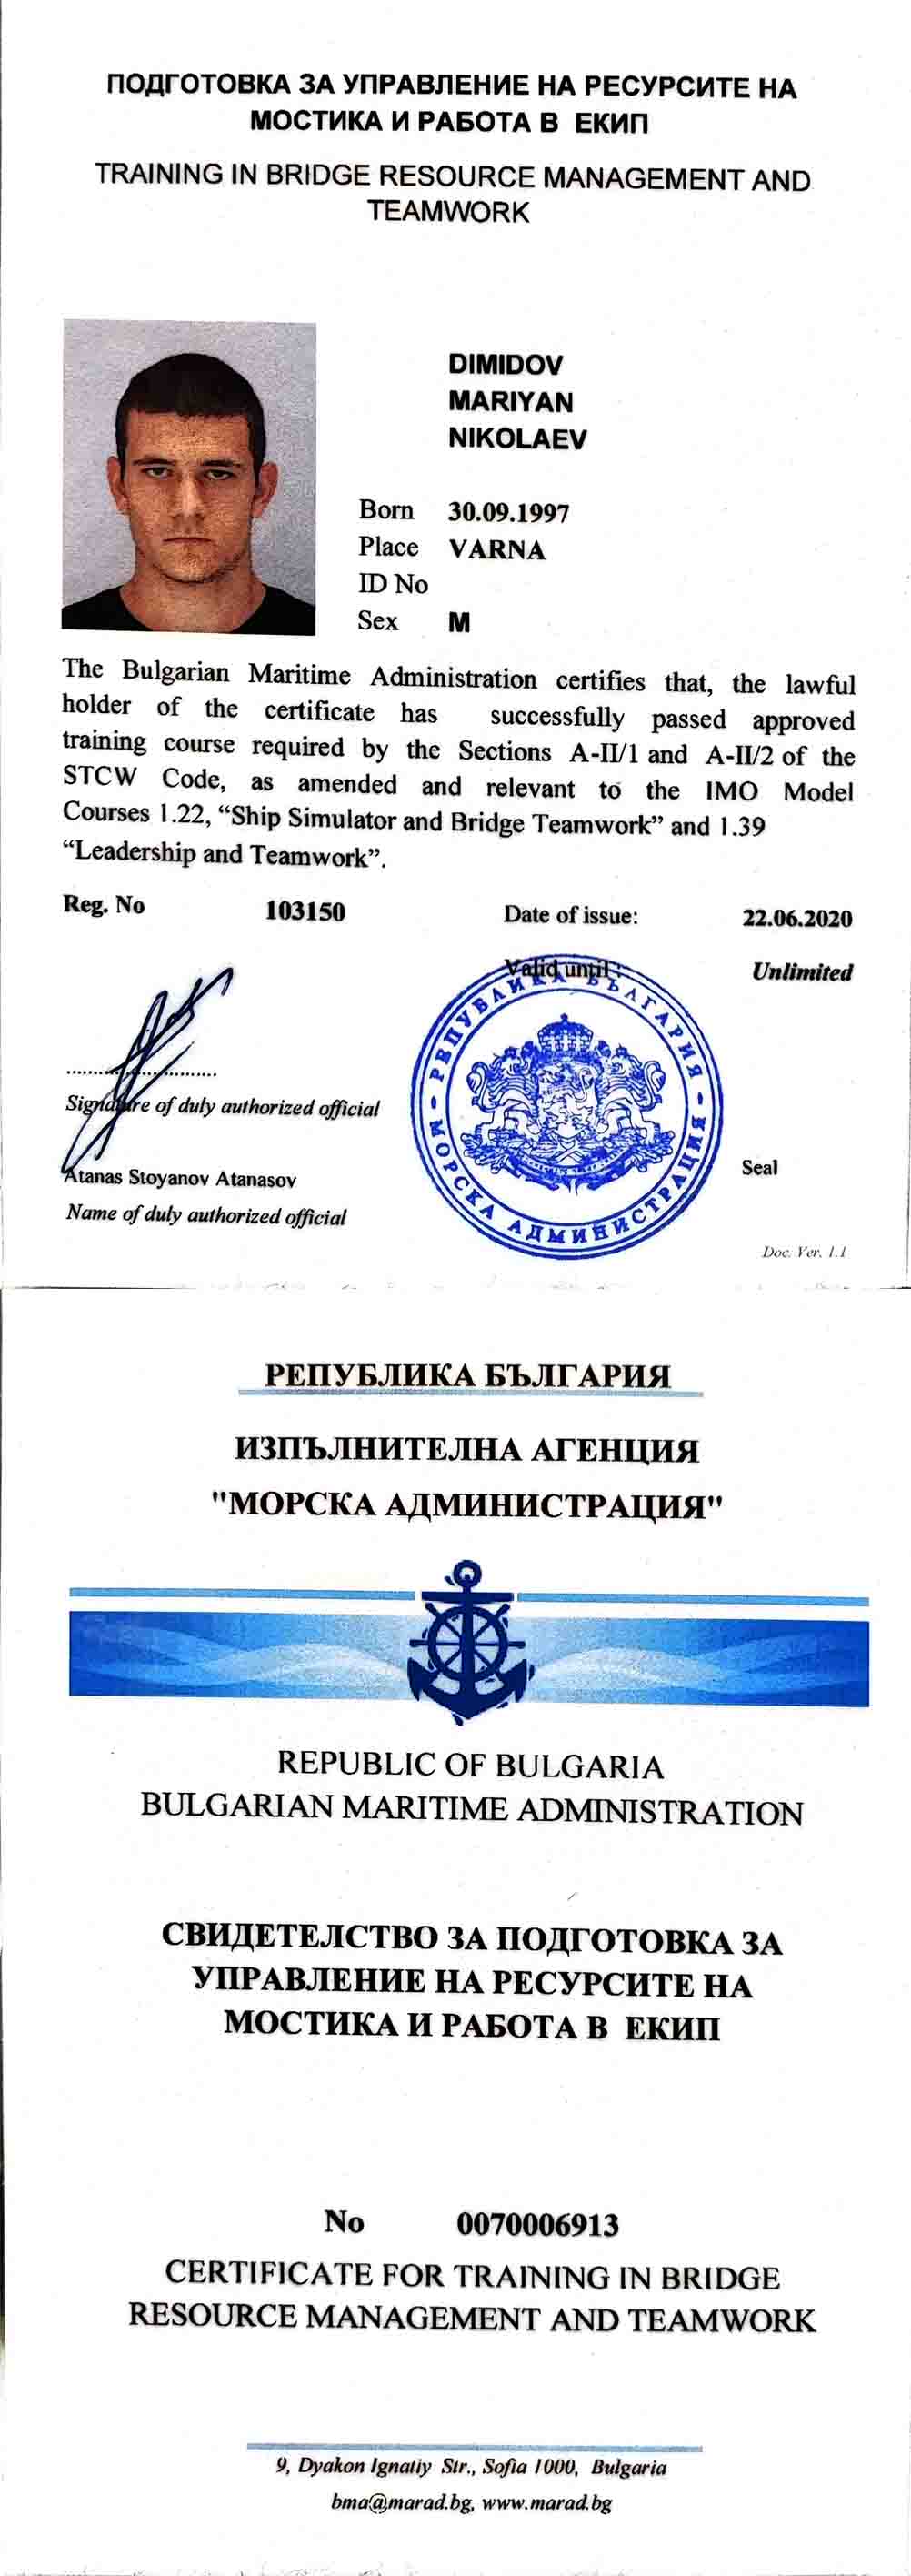 ПОДГОТОВКА ЗА УПРАВЛЕНИЕ НА РЕСУРСИТЕ НА
МОСТИКА И РАБОТА В ЕКИП
TRAINING IN BRIDGE RESOURCE MANAGEMENT AND
TEAMWORK
DIMIDOV
MARIYAN
NIKOLAEV
Born 30.09.1997
Place VARNA
ID No
Sex M
The Bulgarian Maritime Administration certifies that, the lawful
holder of the certificate has successfully passed approved
training course required by the Sections A-II/1 and A-II/2 of the
STCW Code, as amended and relevant to the IMO Model
Courses 1.22, “Ship Simulator and Bridge Teamwork” and 1.39
“Leadership and Teamwork”.
Reg. No 103150 Date of issue: 22.06.2020
Valid until : Unlimited
РЕПУБЛИКА БЪЛГАРИЯ - МОРСКА АДМИНИСТРАЦИЯ -
Signature of duly authorized official
Seal
Atanas Stoyanov Atanasov
Name of duly authorized official
Doc. Ver. 1.1
РЕПУБЛИКА БЪЛГАРИЯ
ИЗПЪЛНИТЕЛНА АГЕНЦИЯ
"МОРСКА АДМИНИСТРАЦИЯ"
REPUBLIC OF BULGARIA
BULGARIAN MARITIME ADMINISTRATION
СВИДЕТЕЛСТВО ЗА ПОДГОТОВКА ЗА
УПРАВЛЕНИЕ НА РЕСУРСИТЕ НА
МОСТИКА И РАБОТА В ЕКИП
No 0070006913
CERTIFICATE FOR TRAINING IN BRIDGE
RESOURCE MANAGEMENT AND TEAMWORK
9, Dyakon Ignatiy Str., Sofia 1000, Bulgaria
bma@marad.bg, www.marad.bg